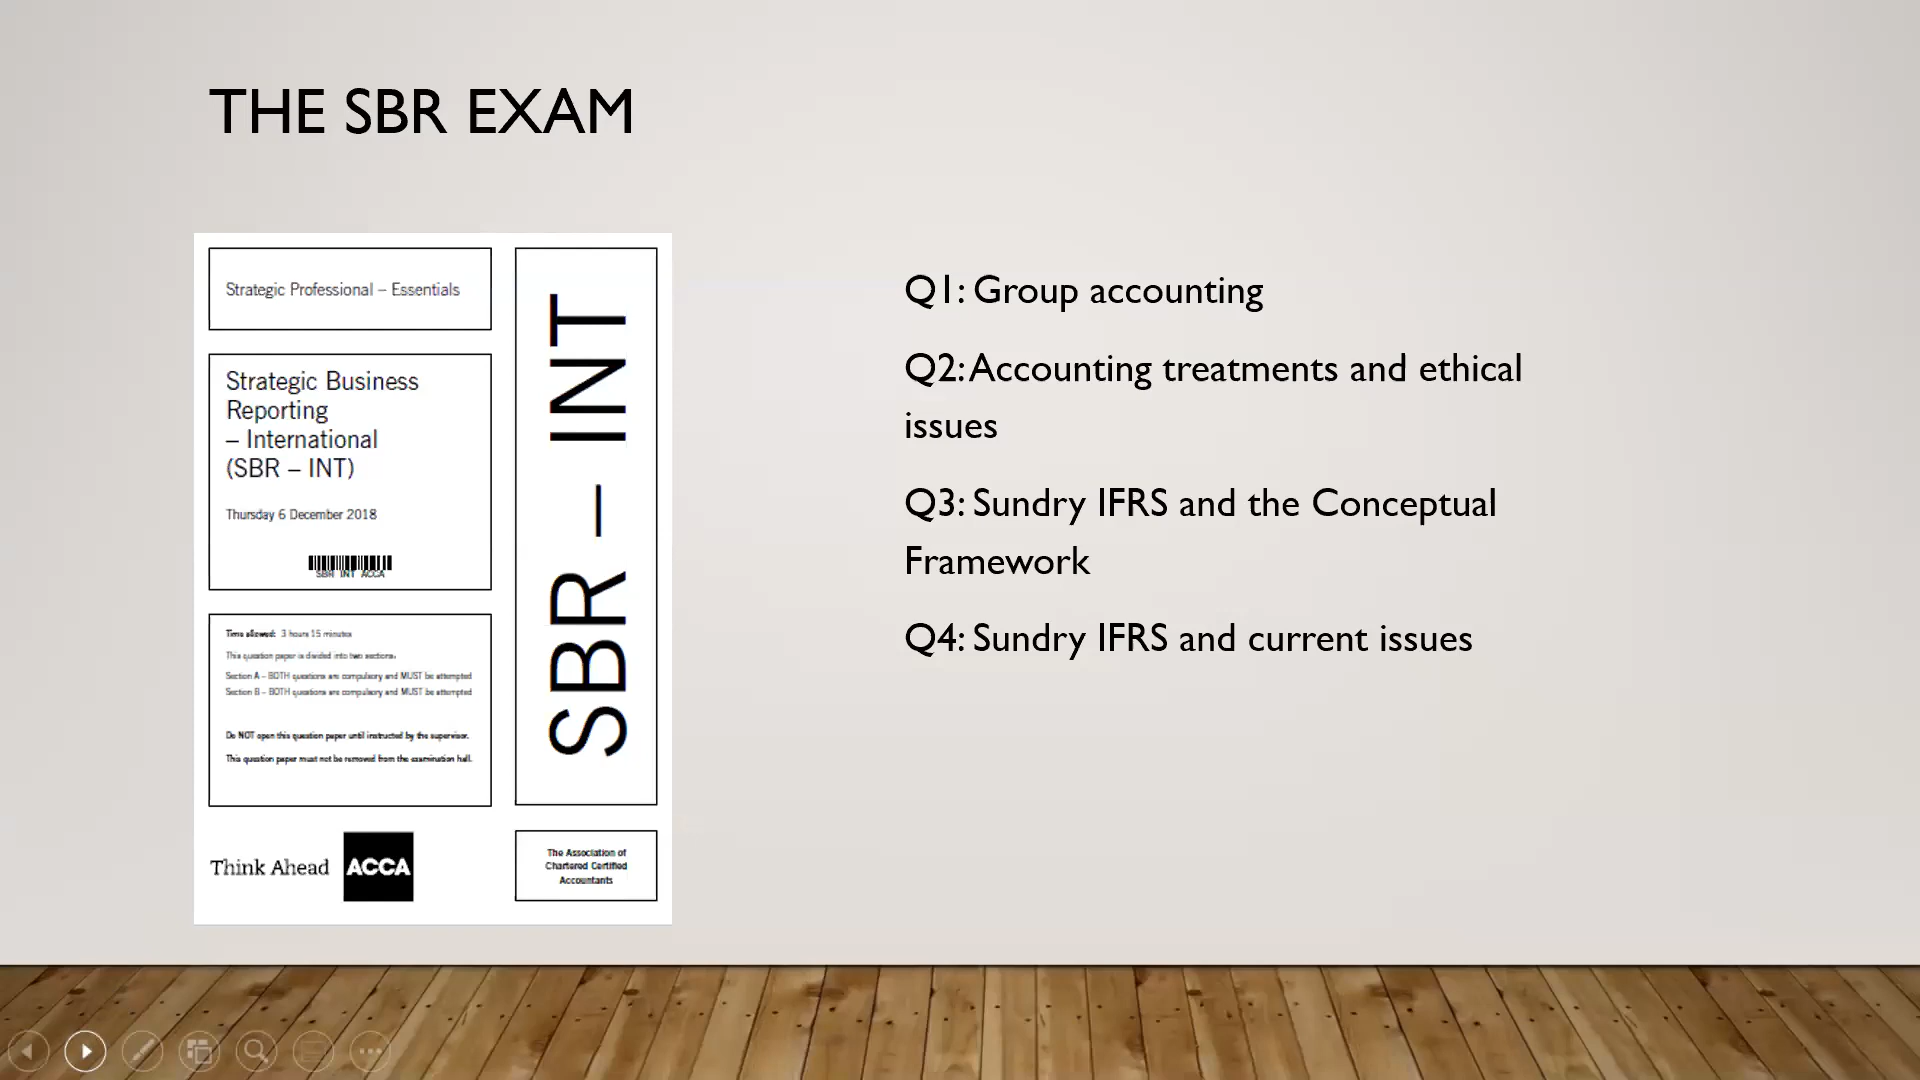 THE SBR EXAM
Strategic Professional – Essentials
Strategic Business
Reporting
– International
(SBR – INT)
Thursday 6 December 2018
SBR INT ACCA
Time allowed: 3 hours 15 minutes
This question paper is divided into two sections.
Section A – BOTH questions are compulsory and MUST be attempted
Section B – BOTH questions are compulsory and MUST be attempted
Do NOT open this question paper until instructed by the supervisor.
This question paper must not be removed from the examination hall.
SBR – INT
Think Ahead ACCA
The Association of
Chartered Certified
Accountants
Q1: Group accounting
Q2: Accounting treatments and ethical
issues
Q3: Sundry IFRS and the Conceptual
Framework
Q4: Sundry IFRS and current issues